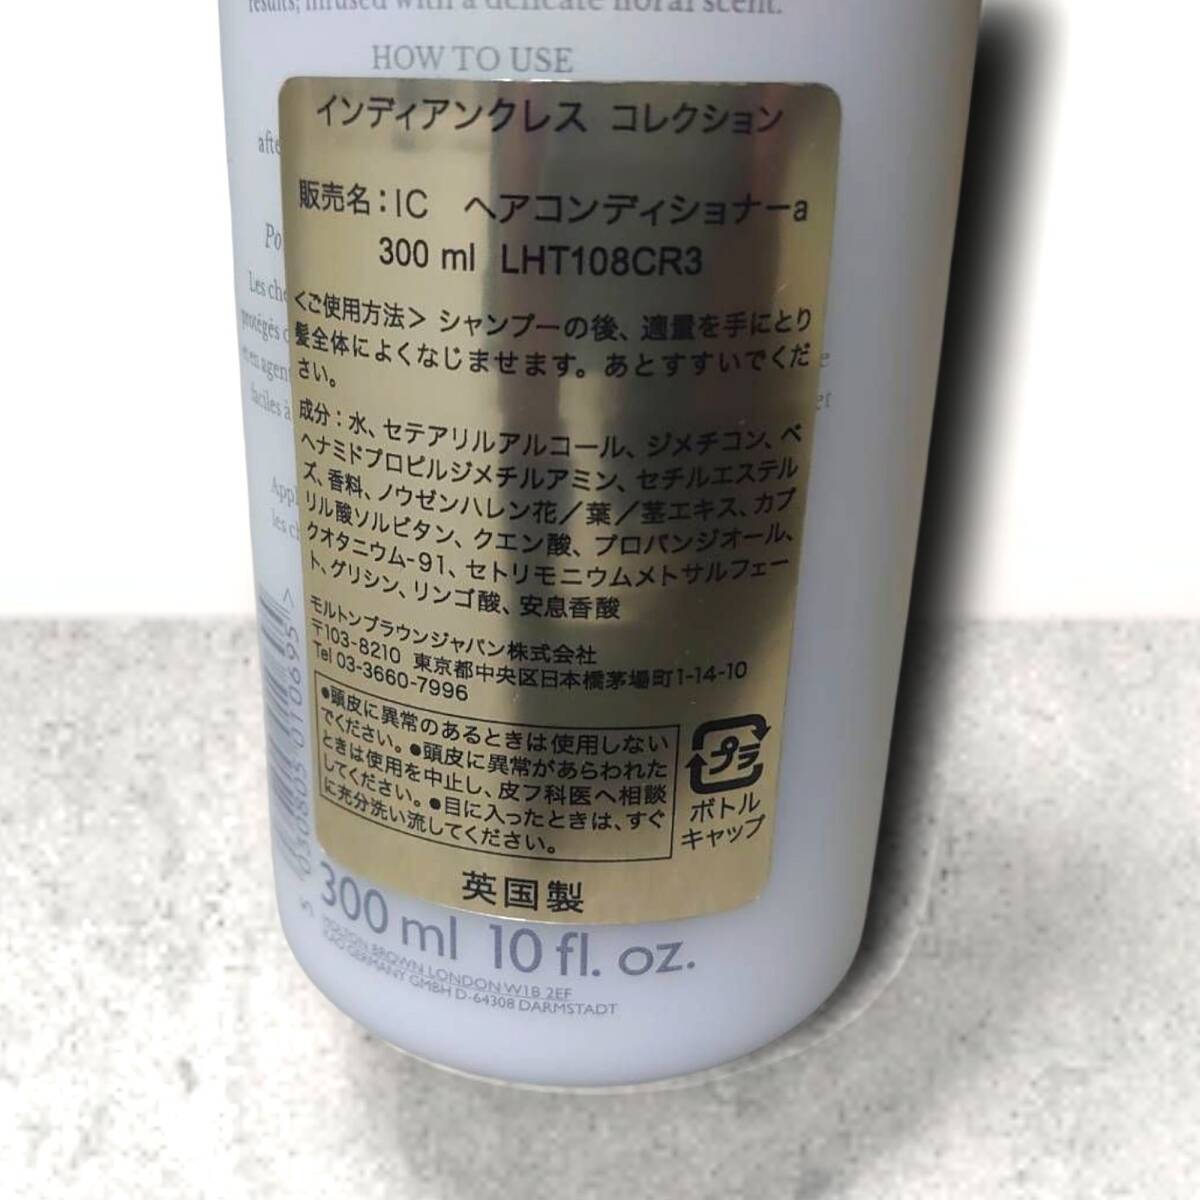 results; infused with a delicate floral scent.
HOW TO USE
インディアンクレス コレクション
販売名：IC ヘアコンディショナーa
300 ml LHT108CR3
<ご使用方法> シャンプーの後、適量を手にとり
髪全体によくなじませます。あとすすいでくだ
さい。
成分：水、セテアリルアルコール、ジメチコン、ベ
ヘナミドプロピルジメチルアミン、セチルエステル
ズ、香料、ノウゼンハレン花／葉／茎エキス、カプ
リル酸ソルビタン、クエン酸、プロパンジオール、
クオタニウム-91、セトリモニウムメトサルフェー
ト、グリシン、リンゴ酸、安息香酸
モルトンブラウンジャパン株式会社
〒103-8210 東京都中央区日本橋茅場町1-14-10
Tel 03-3660-7996
●頭皮に異常のあるときは使用しない
でください。●頭皮に異常があらわれた
ときは使用を中止し、皮フ科医へ相談
してください。●目に入ったときは、すぐ
に充分洗い流してください。
プラ
ボトル
キャップ
英国製
300 ml 10 fl. oz.
MOLTON BROWN LONDON W1B 2EF
KAO GERMANY GMBH D-64308 DARMSTADT